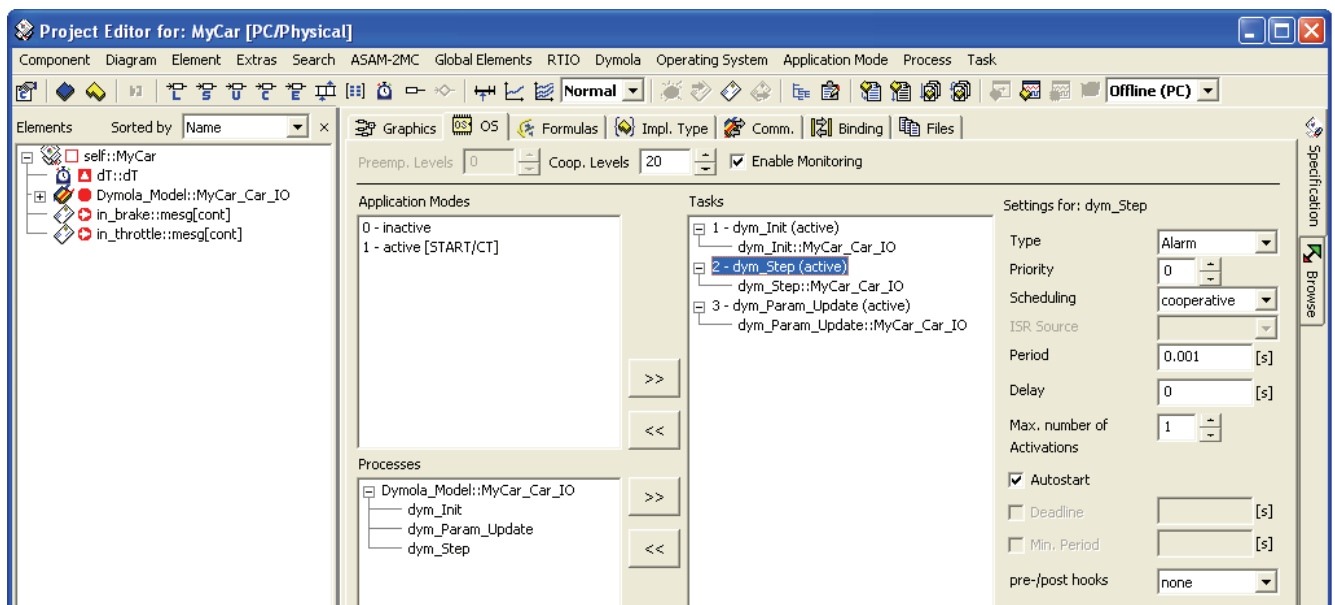 Project Editor for: MyCar [PC/Physical]
Component Diagram Element Extras Search ASAM-2MC Global Elements RTIO Dymola Operating System Application Mode Process Task
Normal Offline (PC)
Elements Sorted by Name ×
self::MyCar
dT::dT
Dymola_Model::MyCar_Car_IO
in_brake::mesg[cont]
in_throttle::mesg[cont]
Graphics OS Formulas Impl. Type Comm. Binding Files
Preemp. Levels 0 Coop. Levels 20 Enable Monitoring
Application Modes
0 - inactive
1 - active [START/CT]
>>
<<
Processes
Dymola_Model::MyCar_Car_IO
dym_Init
dym_Param_Update
dym_Step
>>
<<
Tasks
1 - dym_Init (active)
dym_Init::MyCar_Car_IO
2 - dym_Step (active)
dym_Step::MyCar_Car_IO
3 - dym_Param_Update (active)
dym_Param_Update::MyCar_Car_IO
Settings for: dym_Step
Type Alarm
Priority 0
Scheduling cooperative
ISR Source
Period 0.001 [s]
Delay 0 [s]
Max. number of
Activations 1
Autostart
Deadline [s]
Min. Period [s]
pre-/post hooks none
Specification
Browse